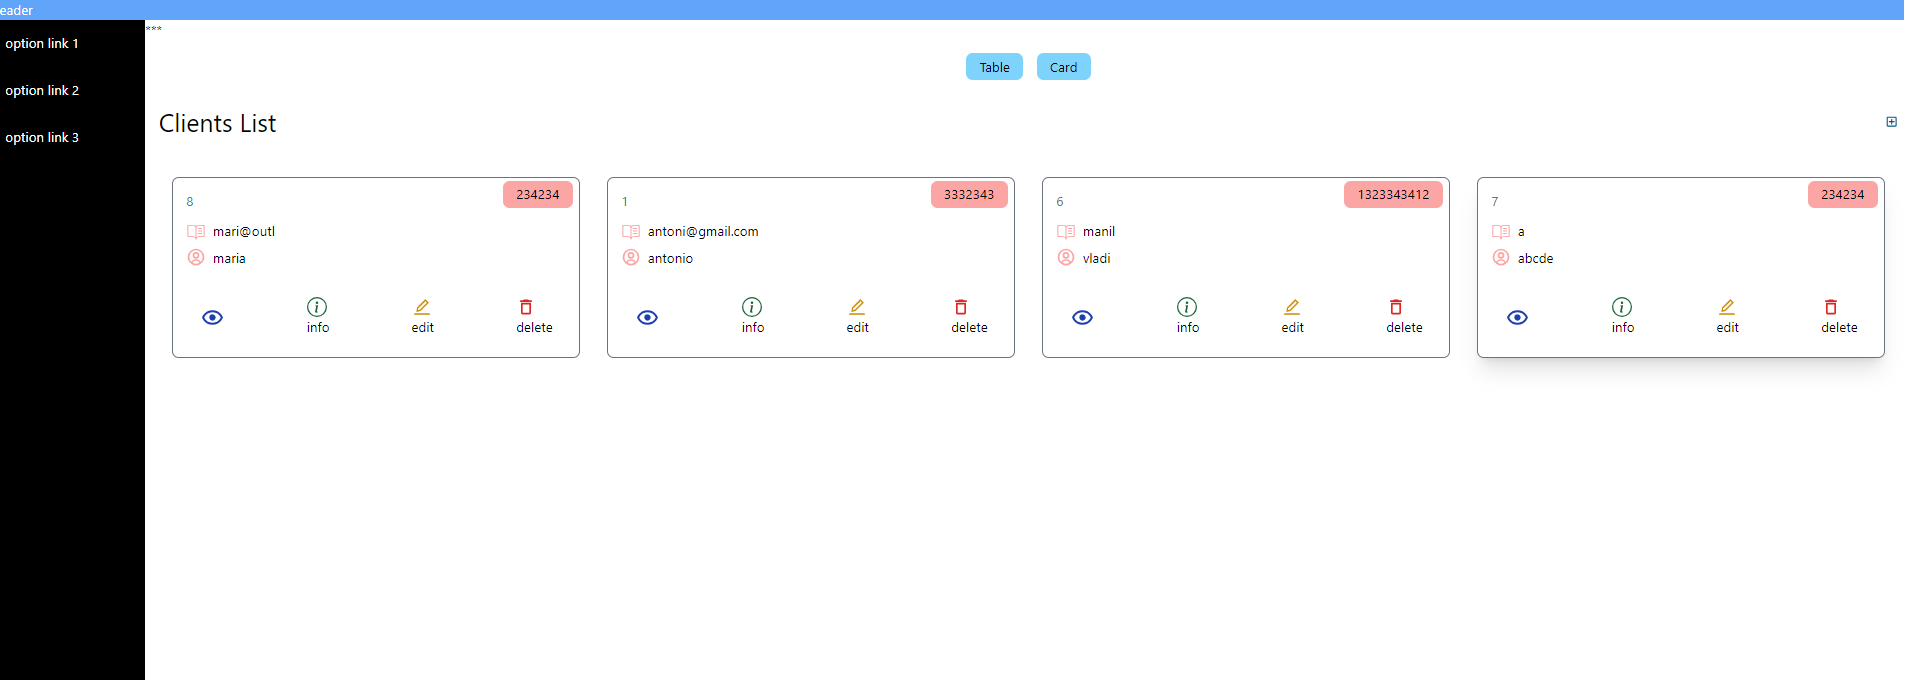 eader
option link 1
option link 2
option link 3
***
Table Card
Clients List
8 234234
mari@outl
maria
info edit delete
1 3332343
antoni@gmail.com
antonio
info edit delete
6 1323343412
manil
vladi
info edit delete
7 234234
a
abcde
info edit delete